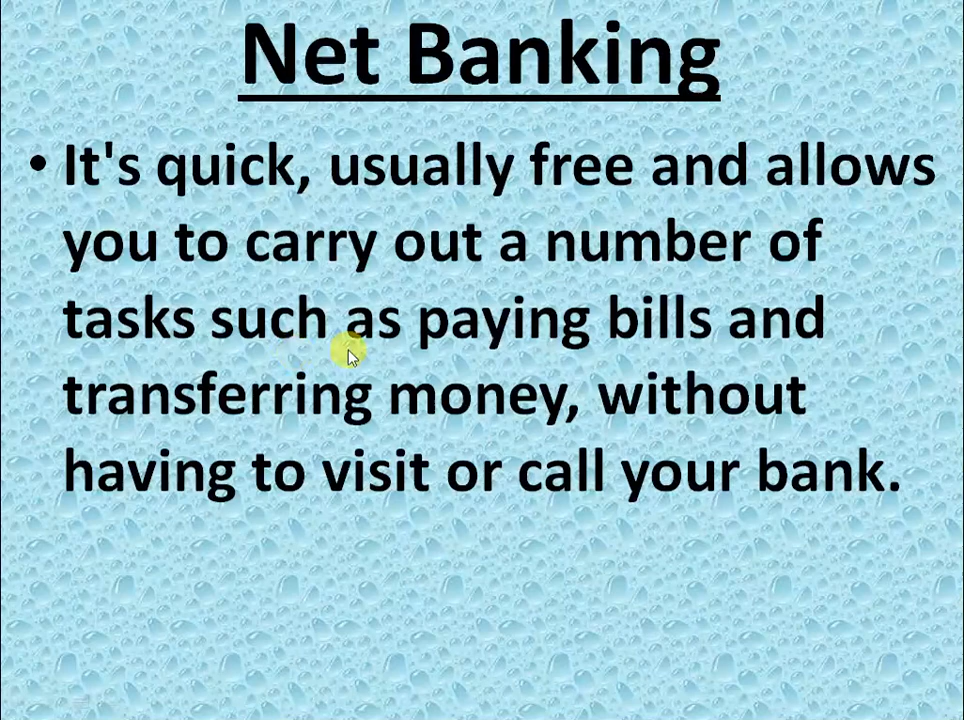 Net Banking
• It's quick, usually free and allows
you to carry out a number of
tasks such as paying bills and
transferring money, without
having to visit or call your bank.